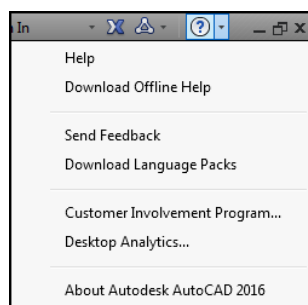 In
Help
Download Offline Help
Send Feedback
Download Language Packs
Customer Involvement Program...
Desktop Analytics...
About Autodesk AutoCAD 2016